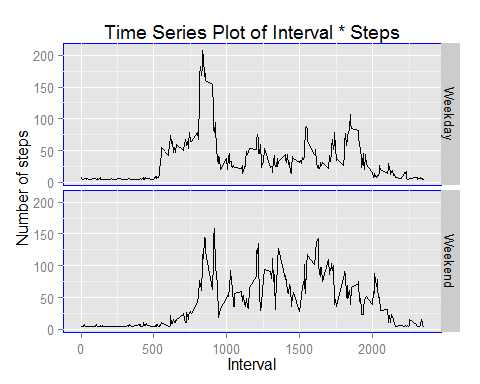 Time Series Plot of Interval * Steps
Number of steps
200
150
100
50
0
Weekday
200
150
100
50
0
Weekend
0 500 1000 1500 2000
Interval